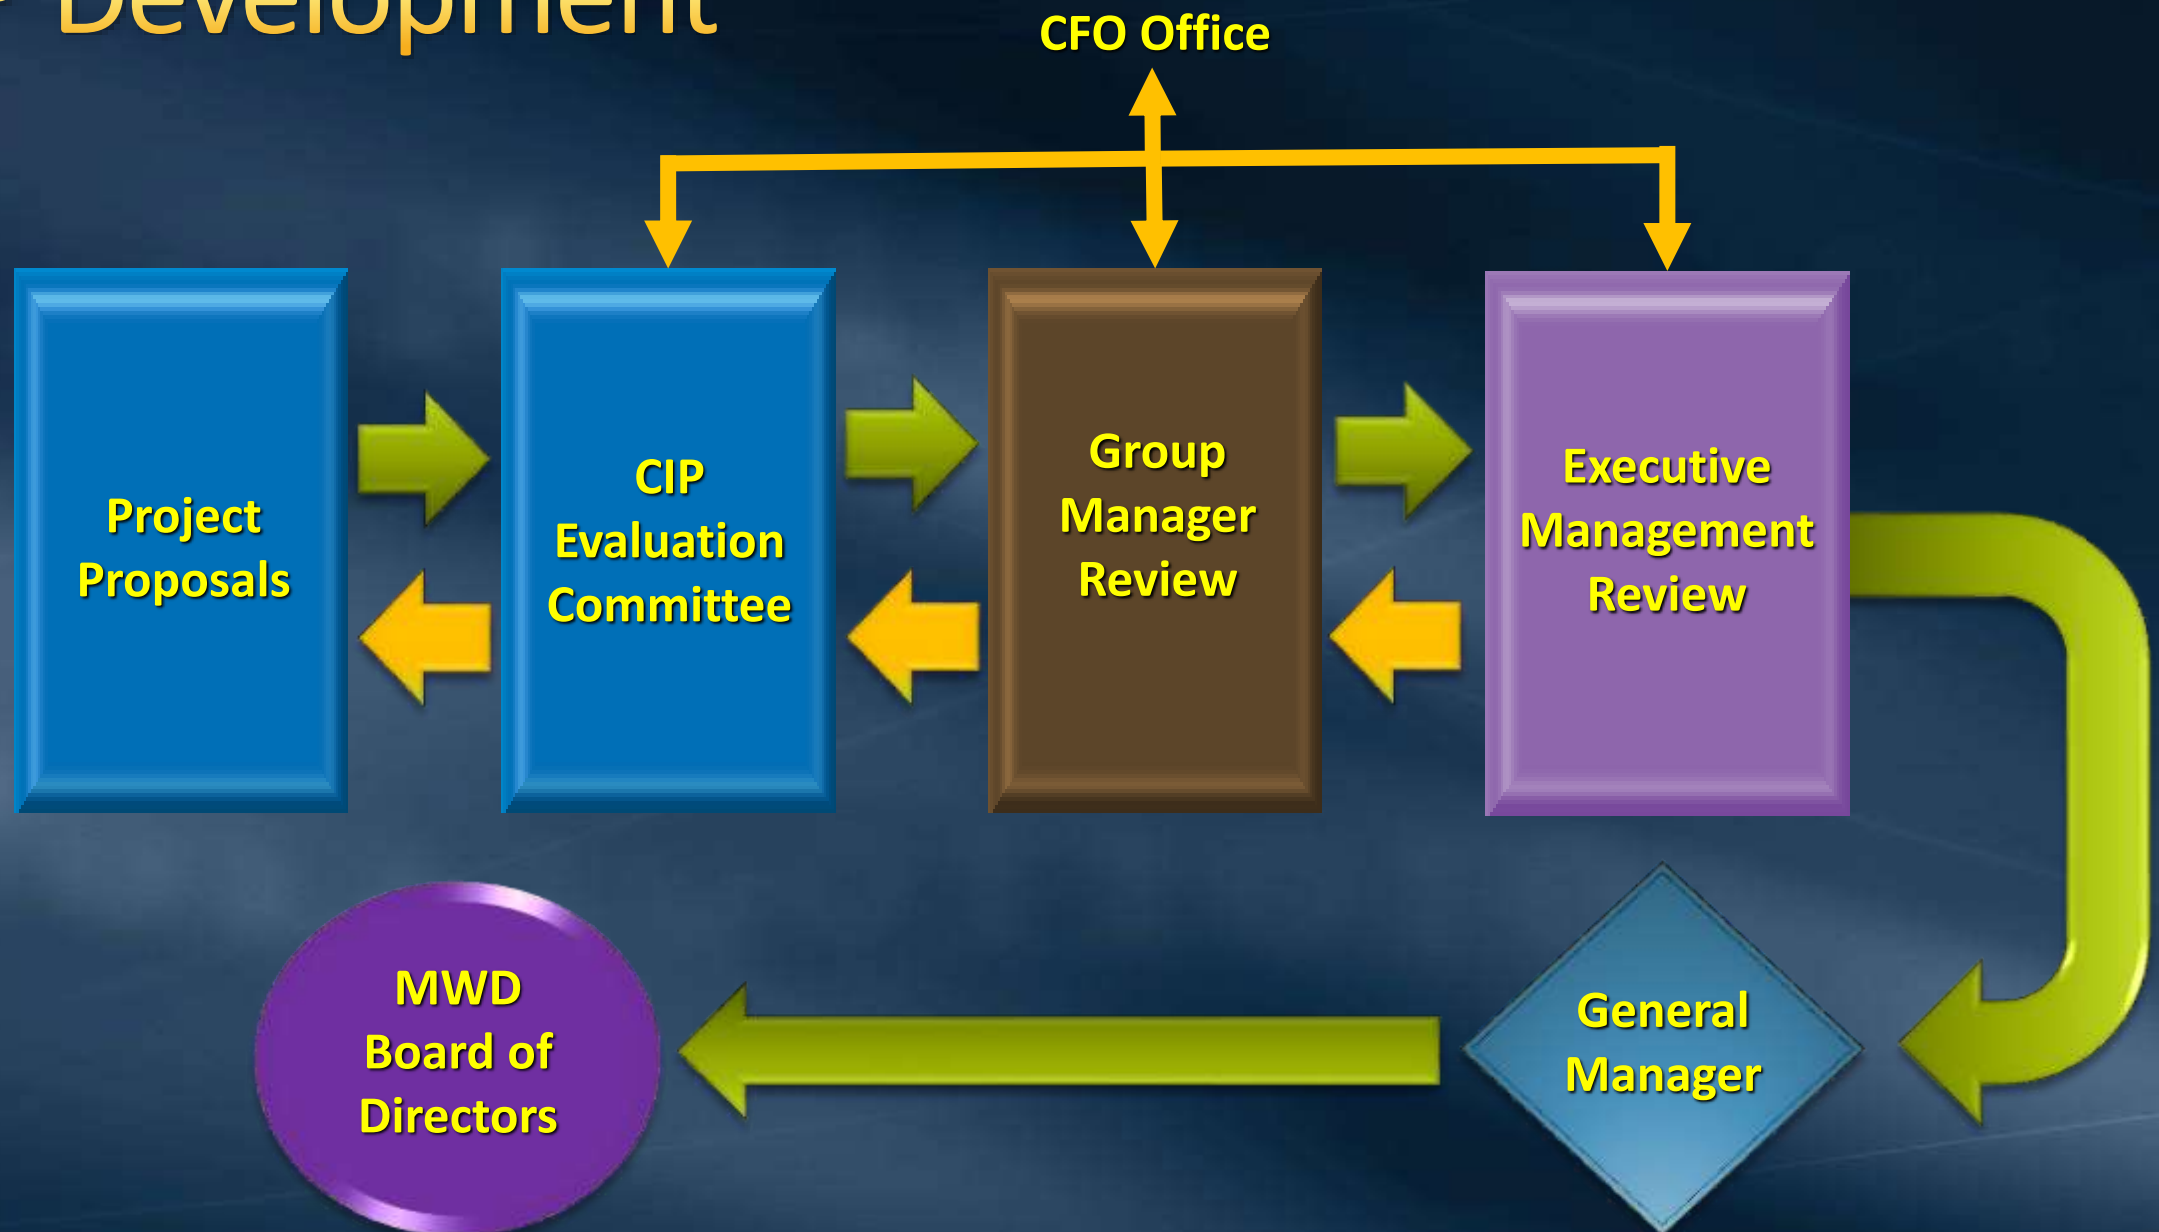 Development
CFO Office
Project
Proposals
CIP
Evaluation
Committee
Group
Manager
Review
Executive
Management
Review
MWD
Board of
Directors
General
Manager